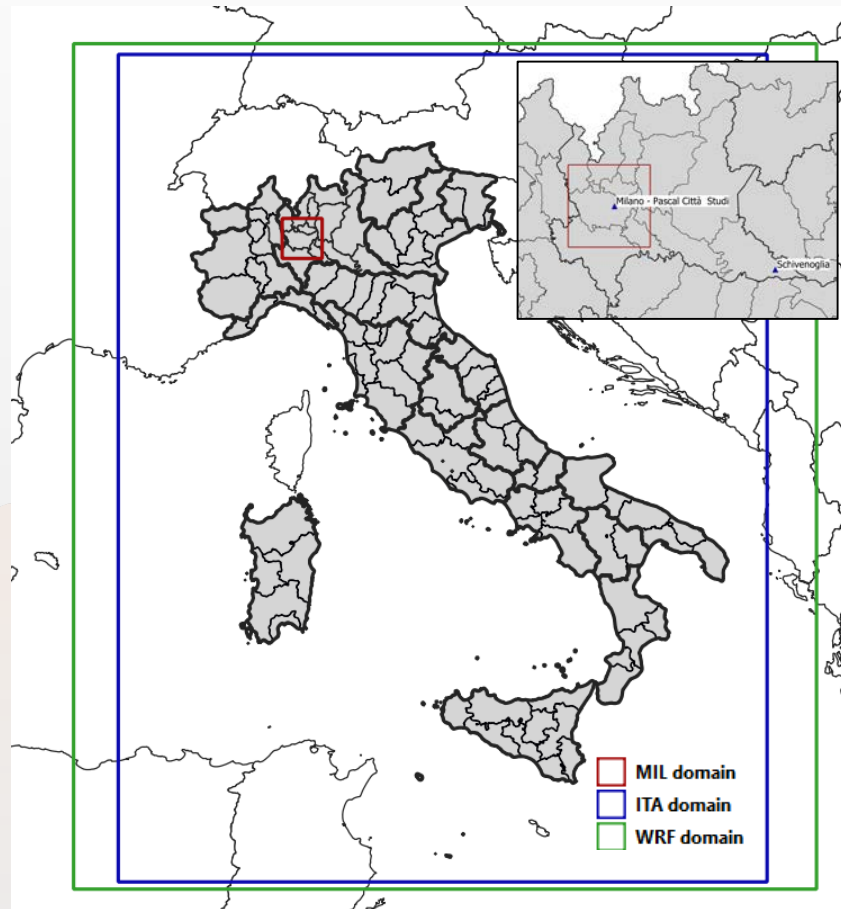 Milano - Pascal Città  Studi
Schivenoglia
MIL domain
ITA domain
WRF domain